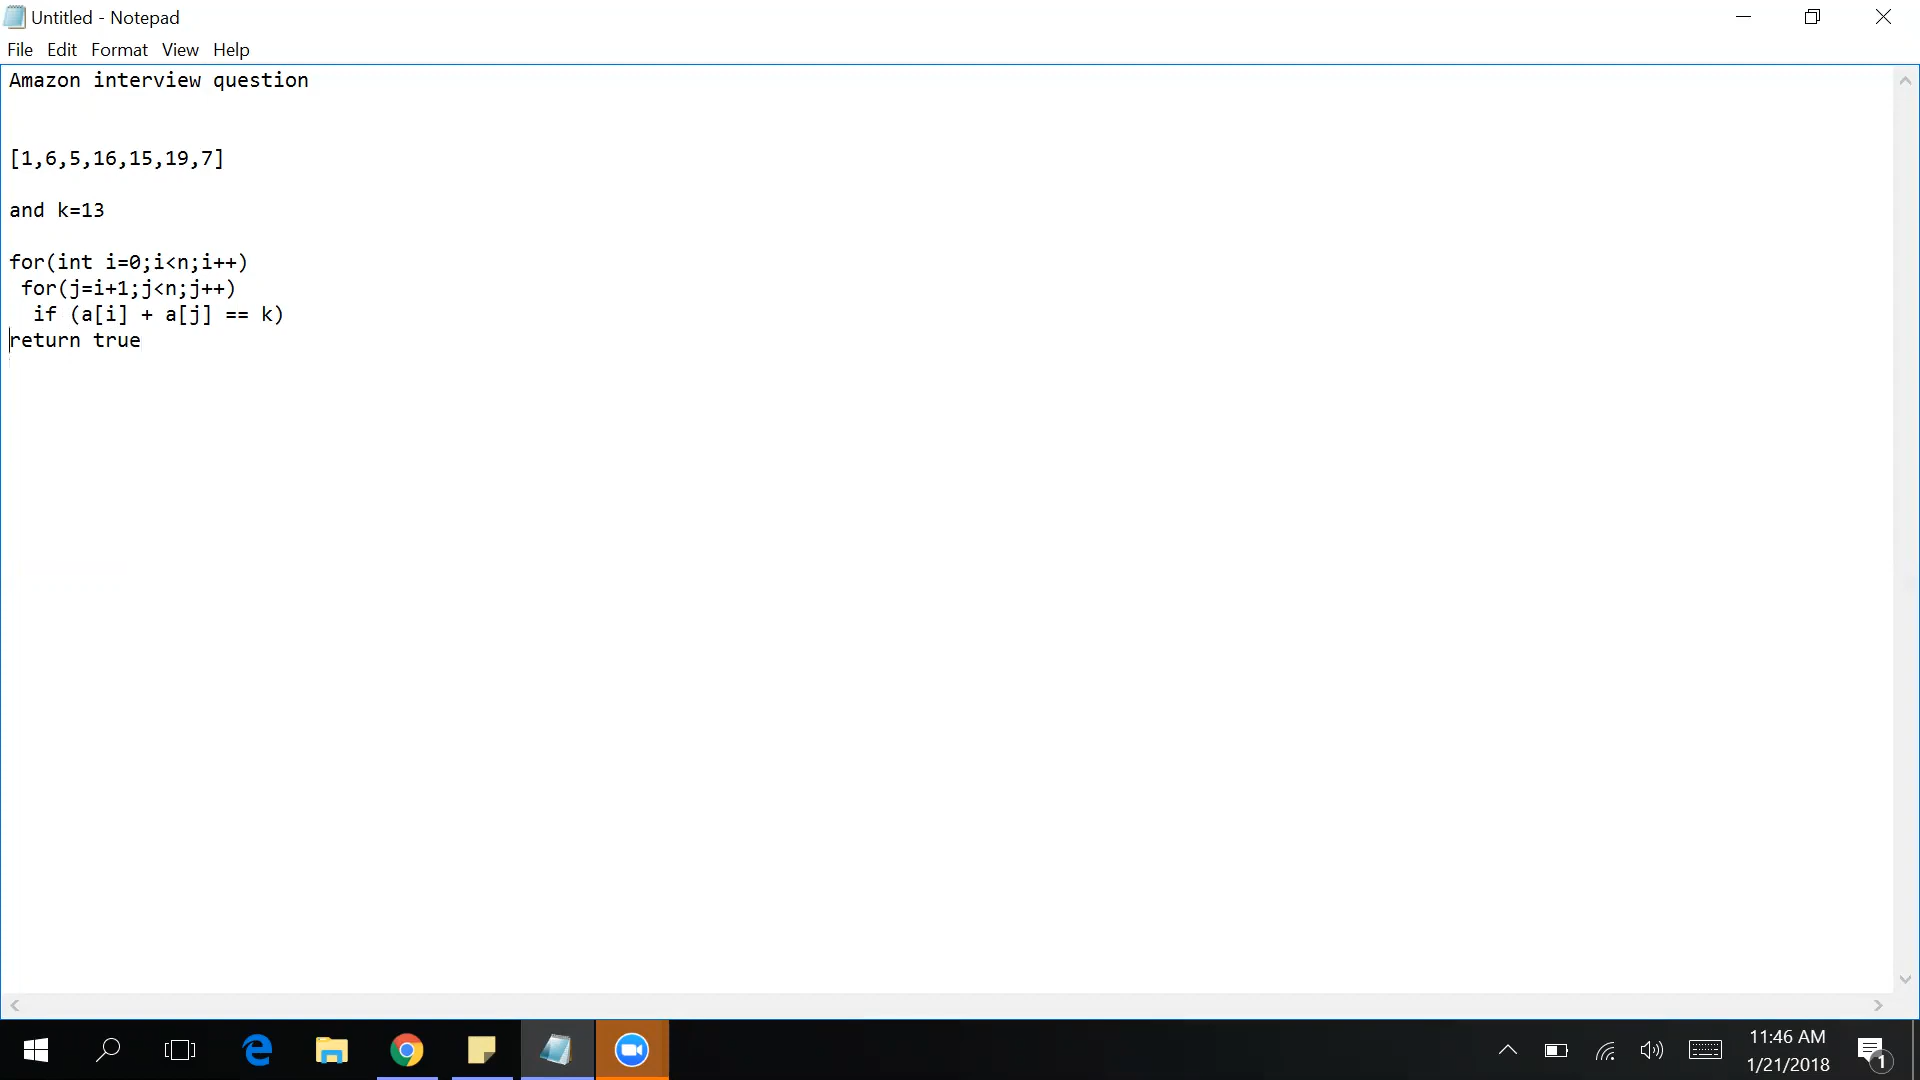 Untitled - Notepad
File Edit Format View Help
Amazon interview question
[1,6,5,16,15,19,7]
and k=13
for(int i=0;i<n;i++)
for(j=i+1;j<n;j++)
if (a[i] + a[j] == k)
return true
11:46 AM
1/21/2018
1